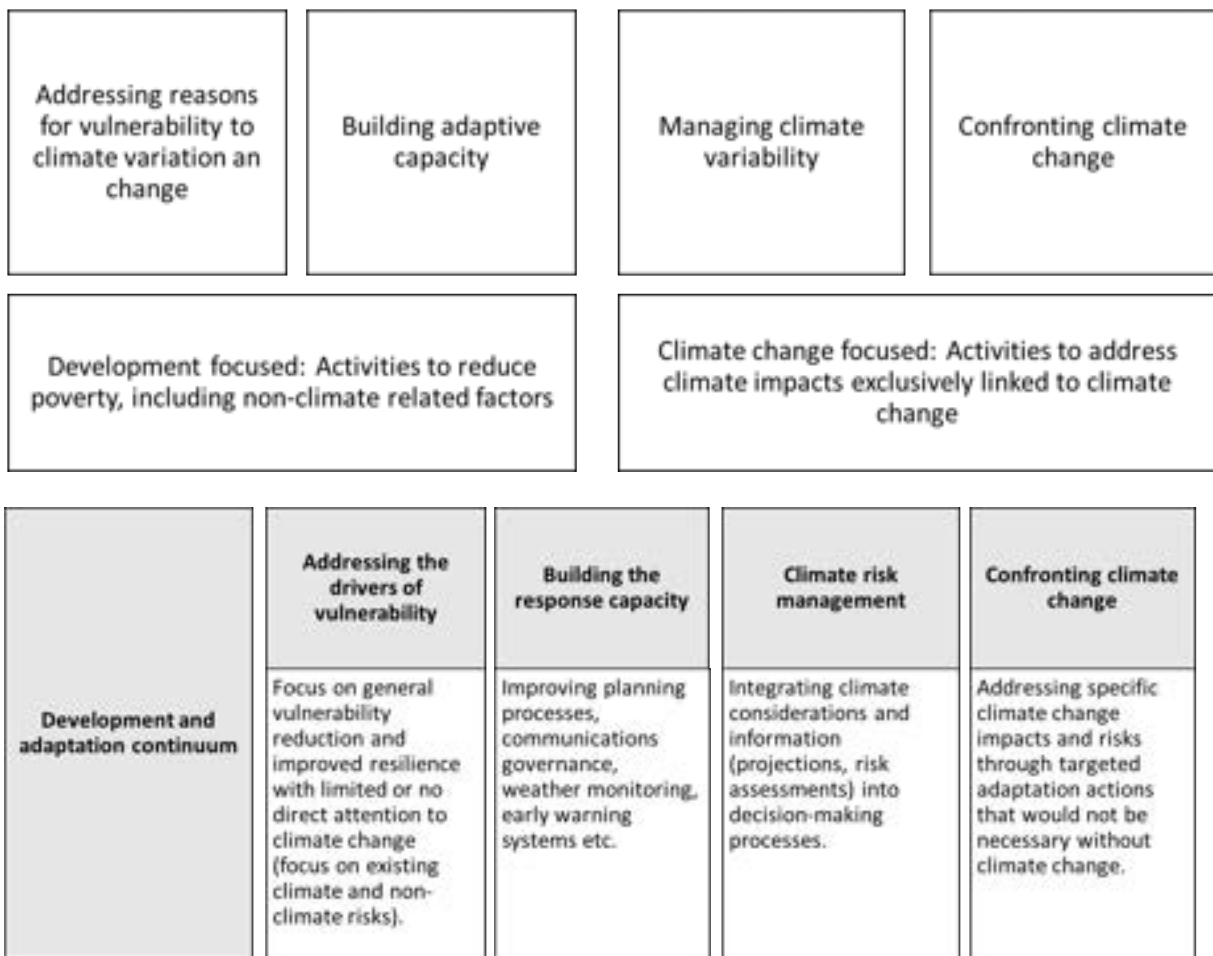 Addressing reasons
for vulnerability to
climate variation an
change
Building adaptive
capacity
Managing climate
variability
Confronting climate
change
Development focused: Activities to reduce
poverty, including non-climate related factors
Climate change focused: Activities to address
climate impacts exclusively linked to climate
change
Development and
adaptation continuum
Addressing the
drivers of
vulnerability
Building the
response capacity
Climate risk
management
Confronting climate
change
Focus on general
vulnerability
reduction and
improved resilience
with limited or no
direct attention to
climate change
(focus on existing
climate and non-
climate risks).
Improving planning
processes,
communications
governance,
weather monitoring,
early warning
systems etc.
Integrating climate
considerations and
information
(projections, risk
assessments) into
decision-making
processes.
Addressing specific
climate change
impacts and risks
through targeted
adaptation actions
that would not be
necessary without
climate change.